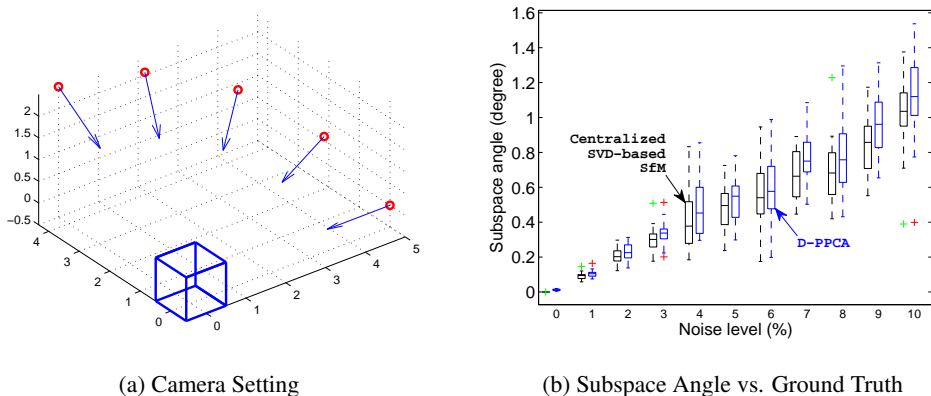 2
1.5
1
0.5
0
−0.5
4
3
2
1
0
0
1
2
3
4
5
(a) Camera Setting
Subspace angle (degree)
1.6
1.4
1.2
1
0.8
0.6
0.4
0.2
0
Centralized
SVD-based
SfM
D-PPCA
0 1 2 3 4 5 6 7 8 9 10
Noise level (%)
(b) Subspace Angle vs. Ground Truth